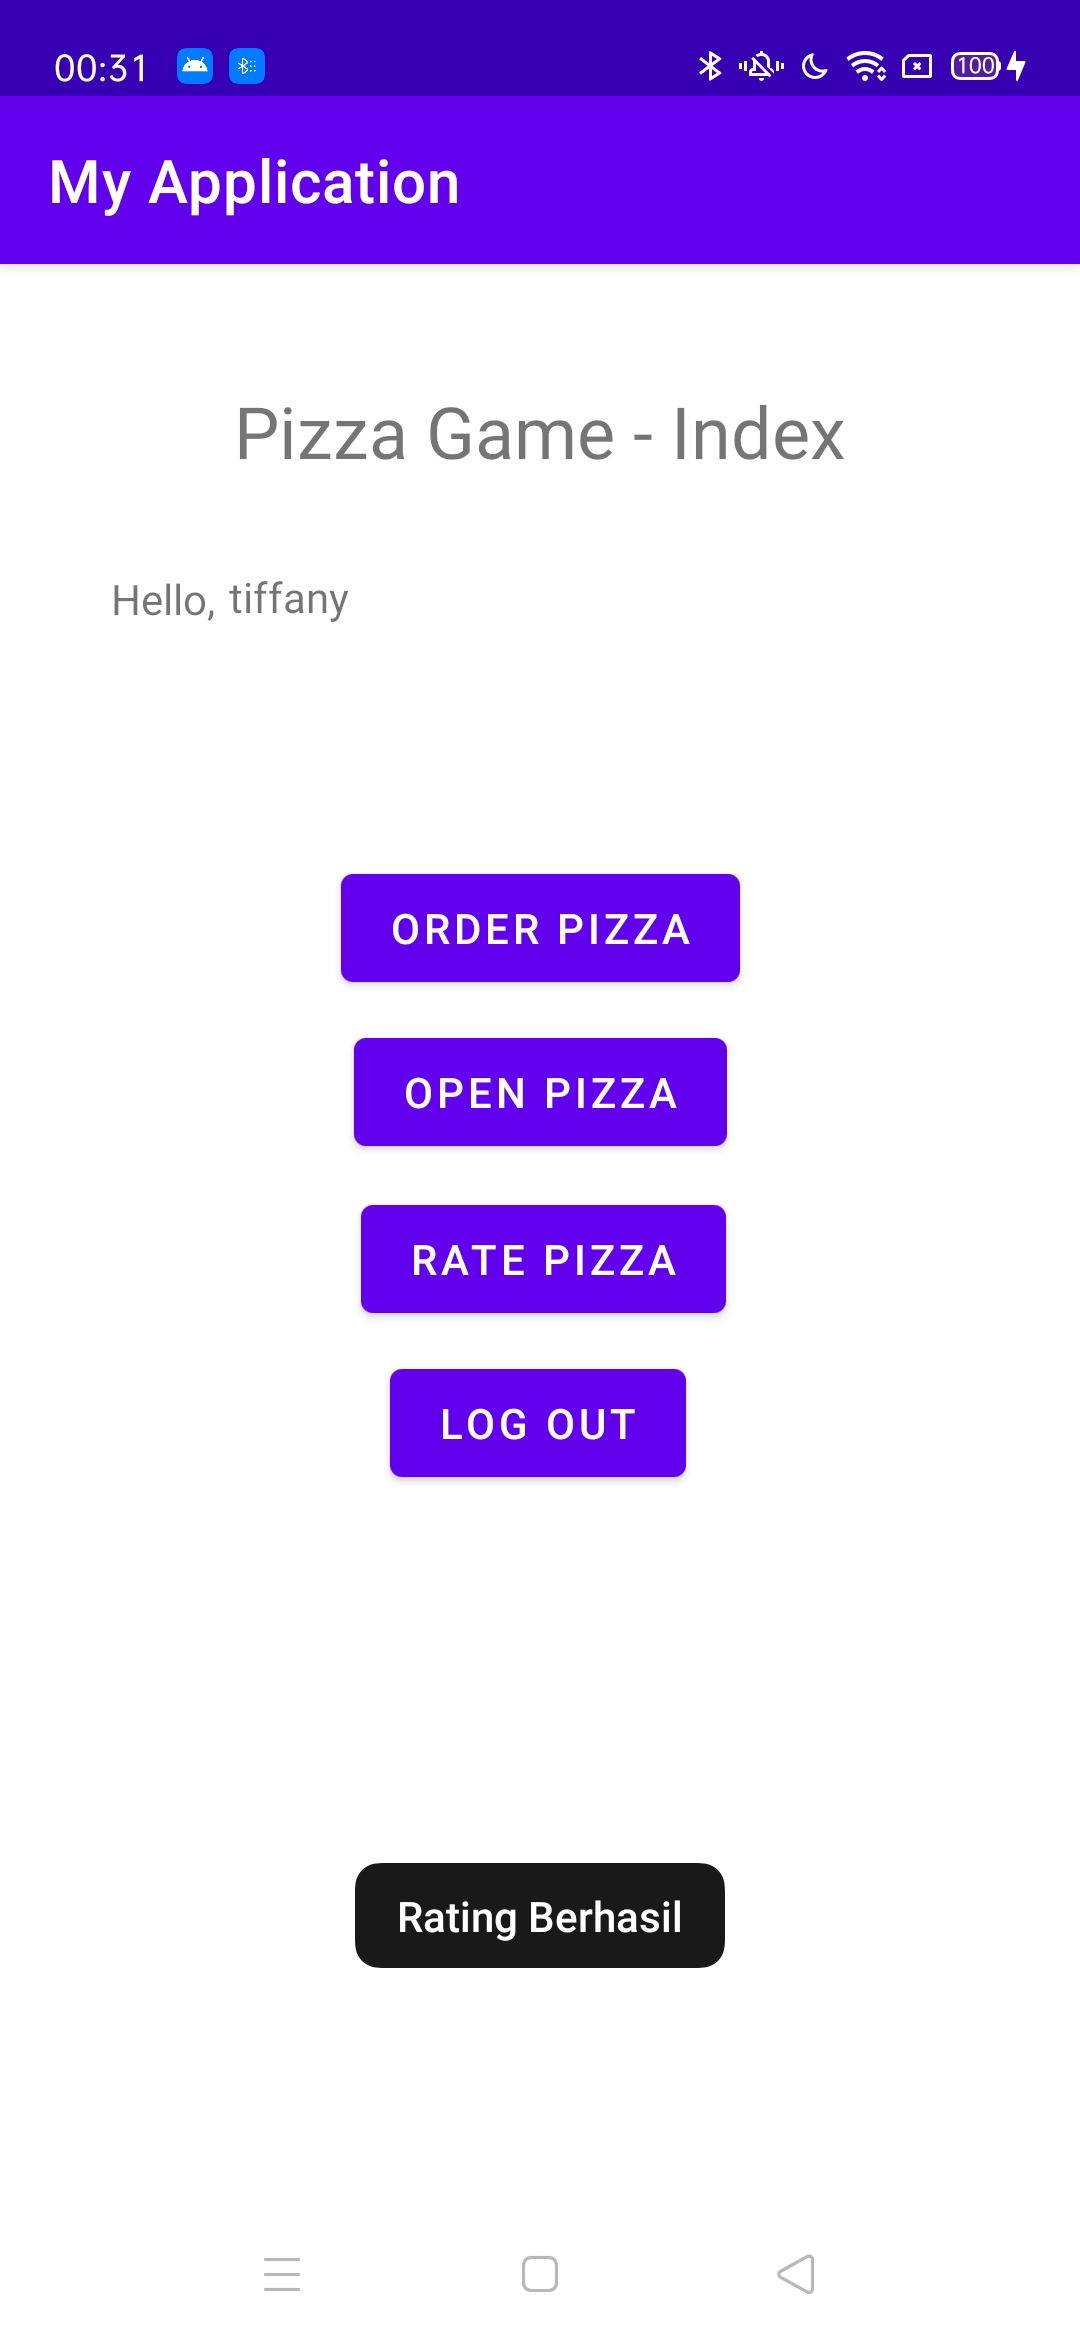 00:31
100
My Application
Pizza Game - Index
Hello, tiffany
ORDER PIZZA
OPEN PIZZA
RATE PIZZA
LOG OUT
Rating Berhasil